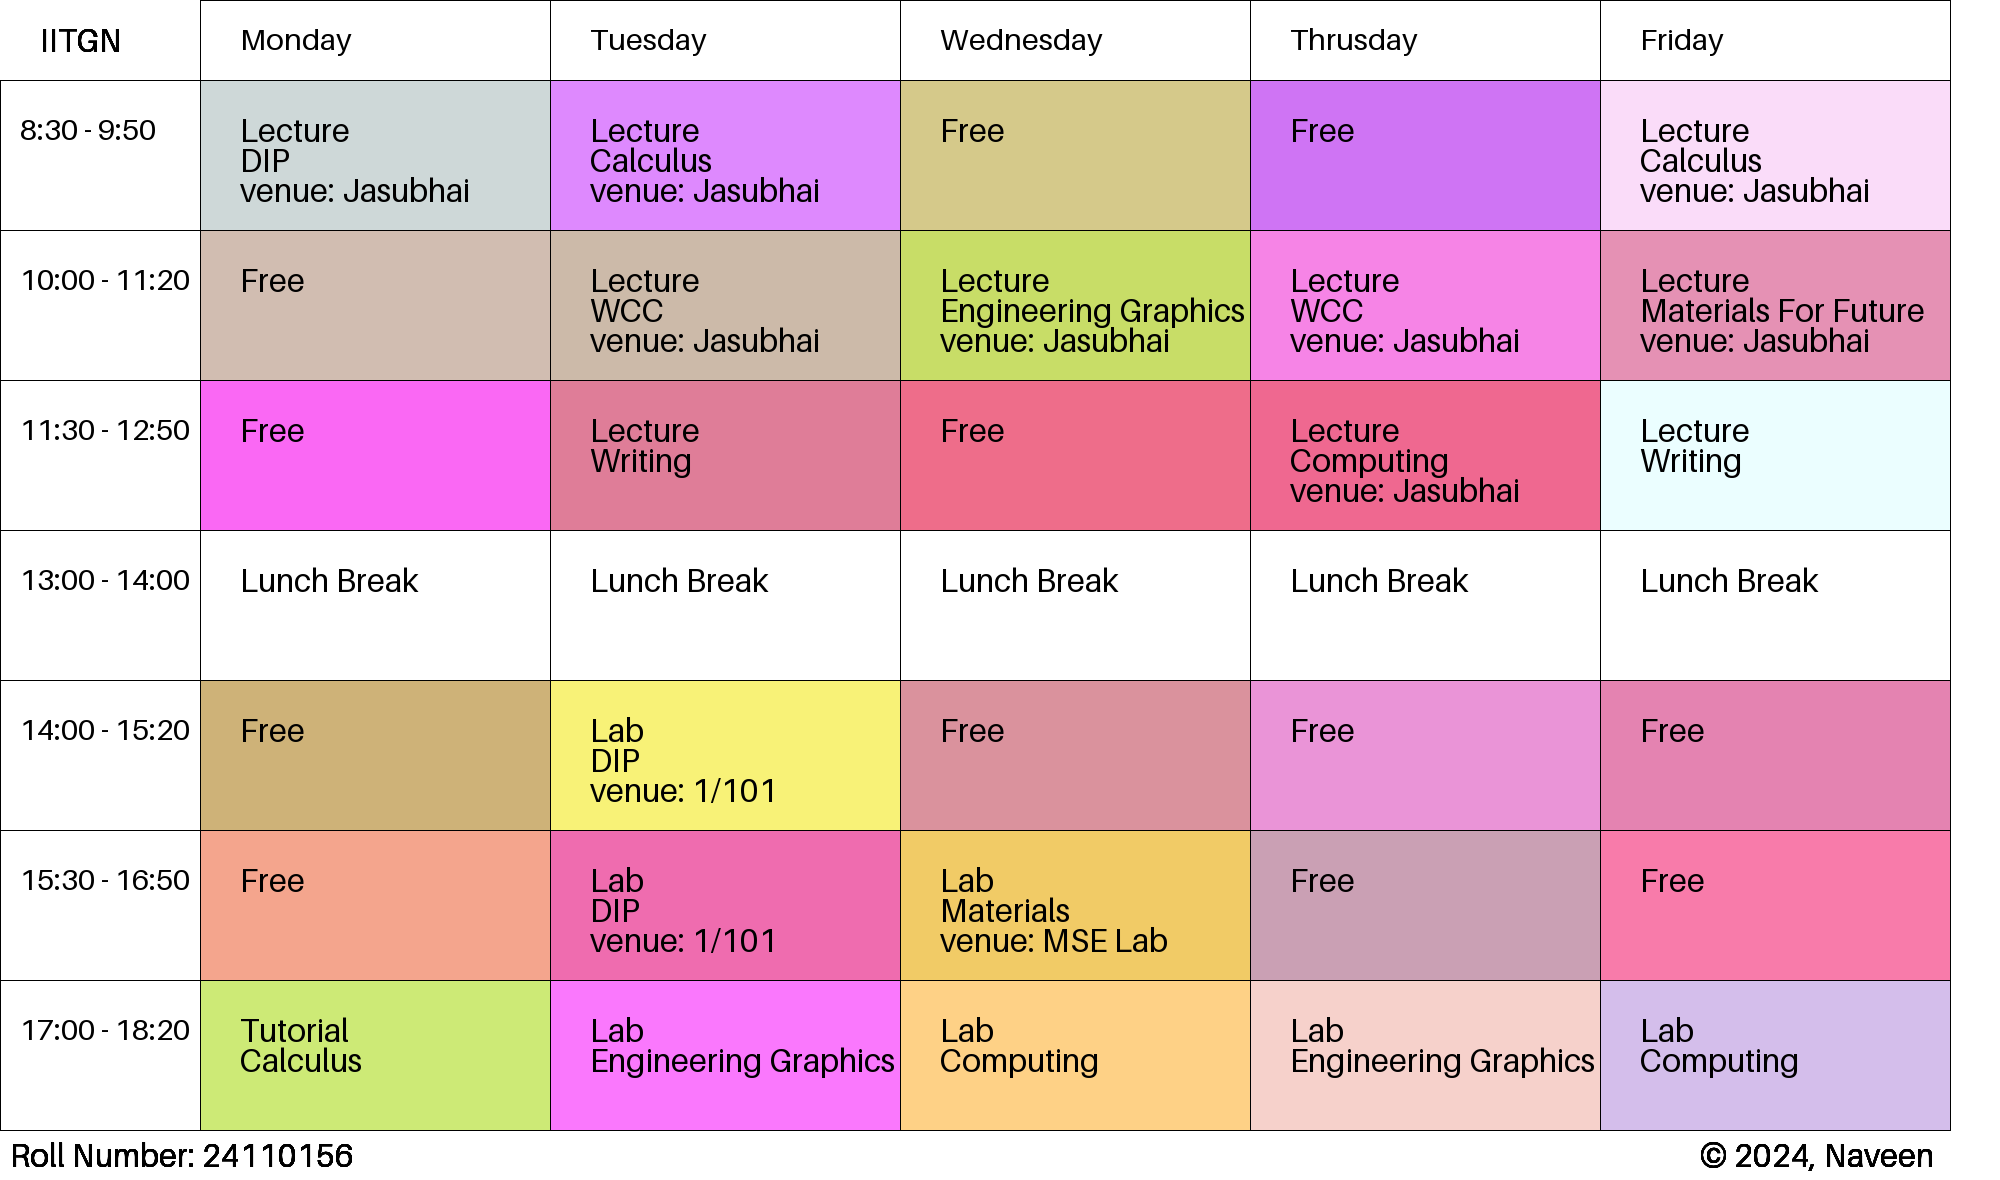 IITGN
Monday
Tuesday
Wednesday
Thrusday
Friday
8:30 - 9:50
Lecture
DIP
venue: Jasubhai
Lecture
Calculus
venue: Jasubhai
Free
Free
Lecture
Calculus
venue: Jasubhai
10:00 - 11:20
Free
Lecture
WCC
venue: Jasubhai
Lecture
Engineering Graphics
venue: Jasubhai
Lecture
WCC
venue: Jasubhai
Lecture
Materials For Future
venue: Jasubhai
11:30 - 12:50
Free
Lecture
Writing
Free
Lecture
Computing
venue: Jasubhai
Lecture
Writing
13:00 - 14:00
Lunch Break
Lunch Break
Lunch Break
Lunch Break
Lunch Break
14:00 - 15:20
Free
Lab
DIP
venue: 1/101
Free
Free
Free
15:30 - 16:50
Free
Lab
DIP
venue: 1/101
Lab
Materials
venue: MSE Lab
Free
Free
17:00 - 18:20
Tutorial
Calculus
Lab
Engineering Graphics
Lab
Computing
Lab
Engineering Graphics
Lab
Computing
Roll Number: 24110156
© 2024, Naveen